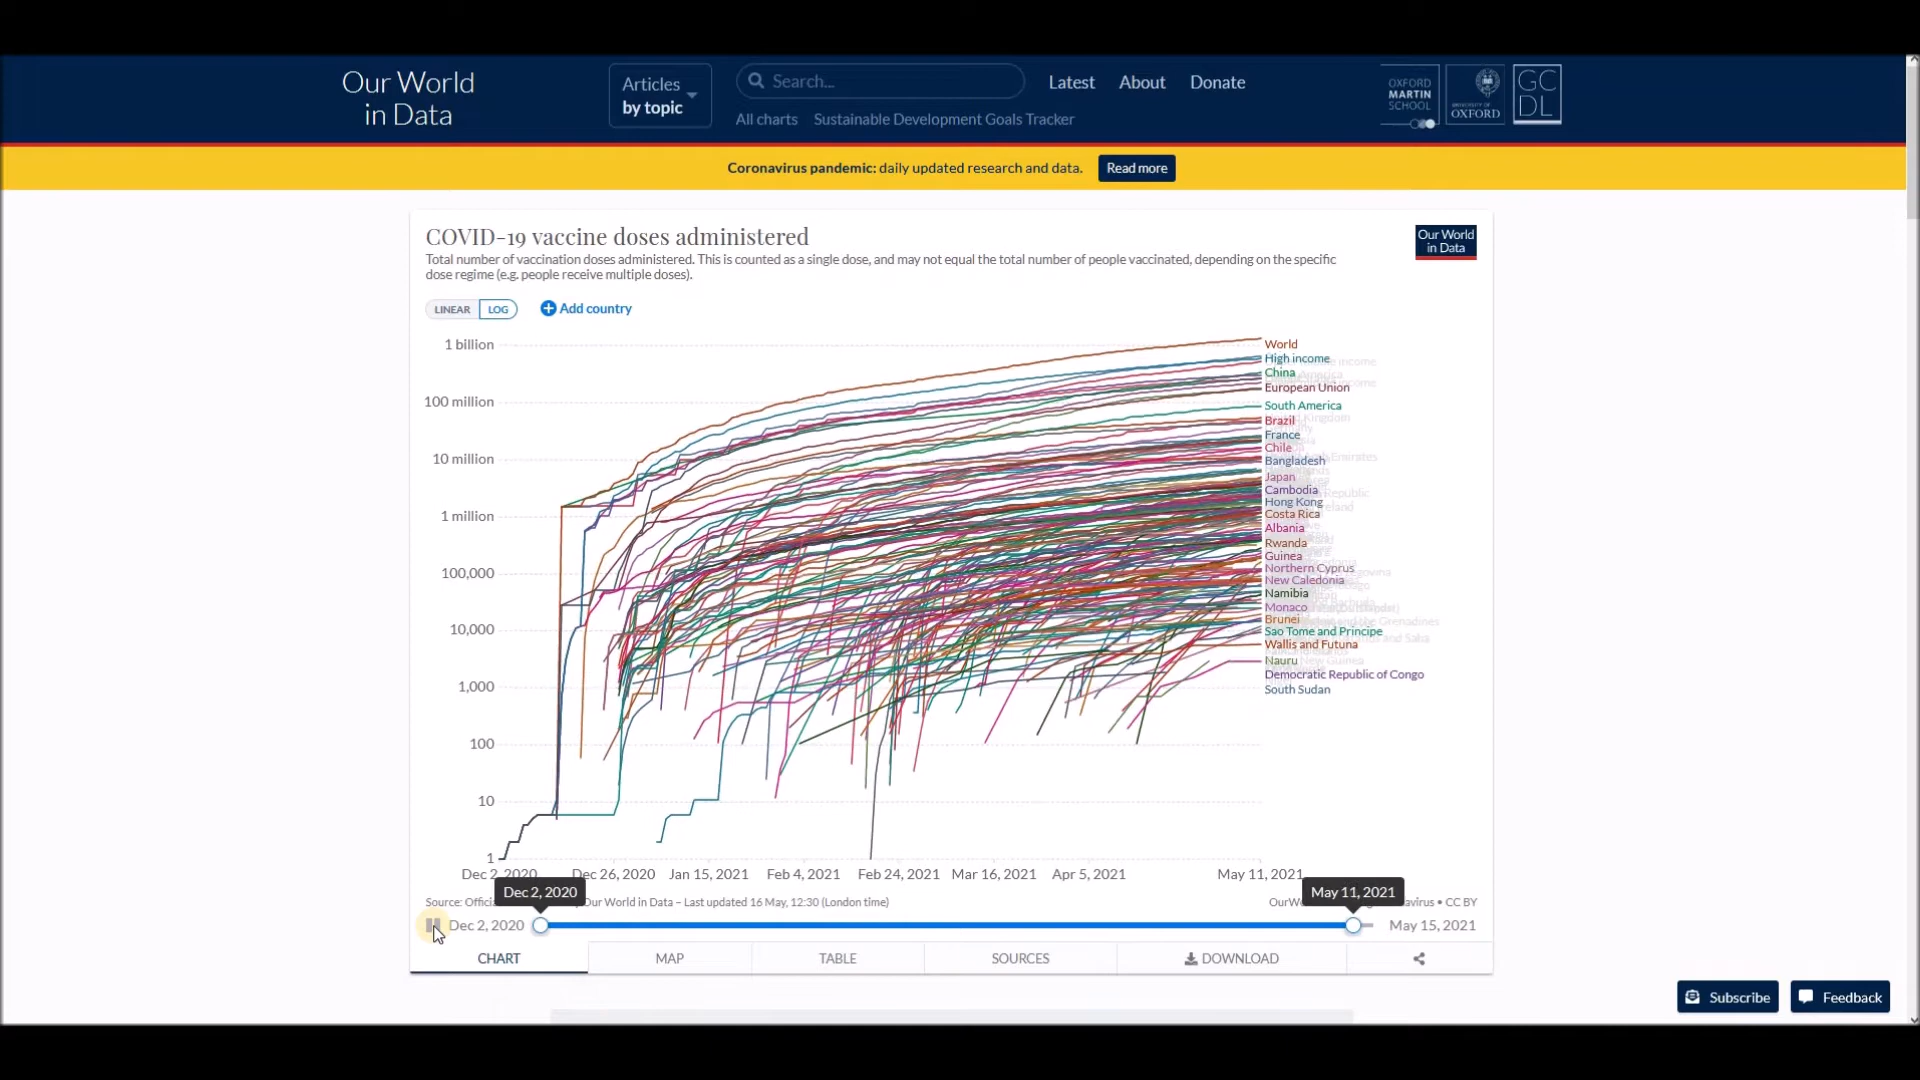 Our World
in Data
Articles
by topic
Search...
Latest
About
Donate
All charts
Sustainable Development Goals Tracker
OXFORD
MARTIN
SCHOOL
UNIVERSITY OF
OXFORD
GC
DL
Coronavirus pandemic: daily updated research and data.
Read more
COVID-19 vaccine doses administered
Total number of vaccination doses administered. This is counted as a single dose, and may not equal the total number of people vaccinated, depending on the specific
dose regime (e.g. people receive multiple doses).
Our World
in Data
LINEAR
LOG
Add country
1 billion
100 million
10 million
1 million
100,000
10,000
1,000
100
10
1
World
High income
China
European Union
South America
Brazil
France
Chile
Bangladesh
Japan
Cambodia
Hong Kong
Costa Rica
Albania
Rwanda
Guinea
Northern Cyprus
New Caledonia
Namibia
Monaco
Brunei
Sao Tome and Principe
Wallis and Futuna
Nauru
Democratic Republic of Congo
South Sudan
Dec 2, 2020
Dec 26, 2020
Jan 15, 2021
Feb 4, 2021
Feb 24, 2021
Mar 16, 2021
Apr 5, 2021
May 11, 2021
Dec 2, 2020
May 11, 2021
Source: Our World in Data – Last updated 16 May, 12:30 (London time)
• CC BY
Dec 2, 2020
May 15, 2021
CHART
MAP
TABLE
SOURCES
DOWNLOAD
Subscribe
Feedback